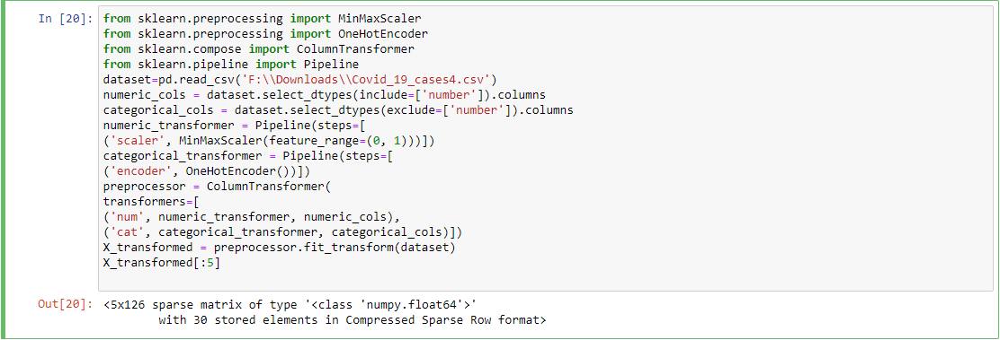 In [20]: from sklearn.preprocessing import MinMaxScaler
from sklearn.preprocessing import OneHotEncoder
from sklearn.compose import ColumnTransformer
from sklearn.pipeline import Pipeline
dataset=pd.read_csv('F:\\Downloads\\Covid_19_cases4.csv')
numeric_cols = dataset.select_dtypes(include=['number']).columns
categorical_cols = dataset.select_dtypes(exclude=['number']).columns
numeric_transformer = Pipeline(steps=[
('scaler', MinMaxScaler(feature_range=(0, 1)))])
categorical_transformer = Pipeline(steps=[
('encoder', OneHotEncoder())])
preprocessor = ColumnTransformer(
transformers=[
('num', numeric_transformer, numeric_cols),
('cat', categorical_transformer, categorical_cols)])
X_transformed = preprocessor.fit_transform(dataset)
X_transformed[:5]
Out[20]: <5x126 sparse matrix of type '<class 'numpy.float64'>'
with 30 stored elements in Compressed Sparse Row format>